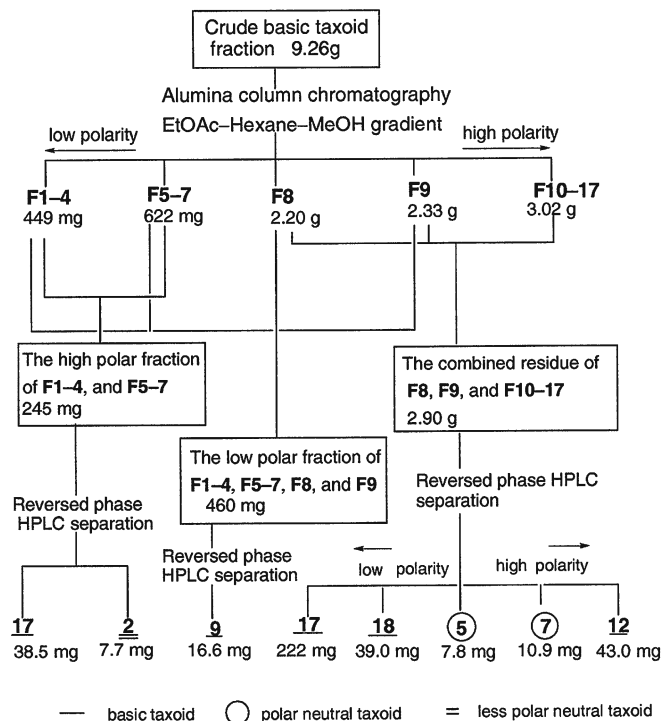 Crude basic taxoid
fraction 9.26g
Alumina column chromatography
EtOAc–Hexane–MeOH gradient
low polarity
high polarity
F1–4
449 mg
F5–7
622 mg
F8
2.20 g
F9
2.33 g
F10–17
3.02 g
The high polar fraction
of F1–4, and F5–7
245 mg
The combined residue of
F8, F9, and F10–17
2.90 g
The low polar fraction of
F1–4, F5–7, F8, and F9
460 mg
Reversed phase
HPLC separation
Reversed phase HPLC
separation
Reversed phase
HPLC separation
low polarity
high polarity
17
38.5 mg
2
7.7 mg
9
16.6 mg
17
222 mg
18
39.0 mg
5
7.8 mg
7
10.9 mg
12
43.0 mg
— basic taxoid
polar neutral taxoid
= less polar neutral taxoid